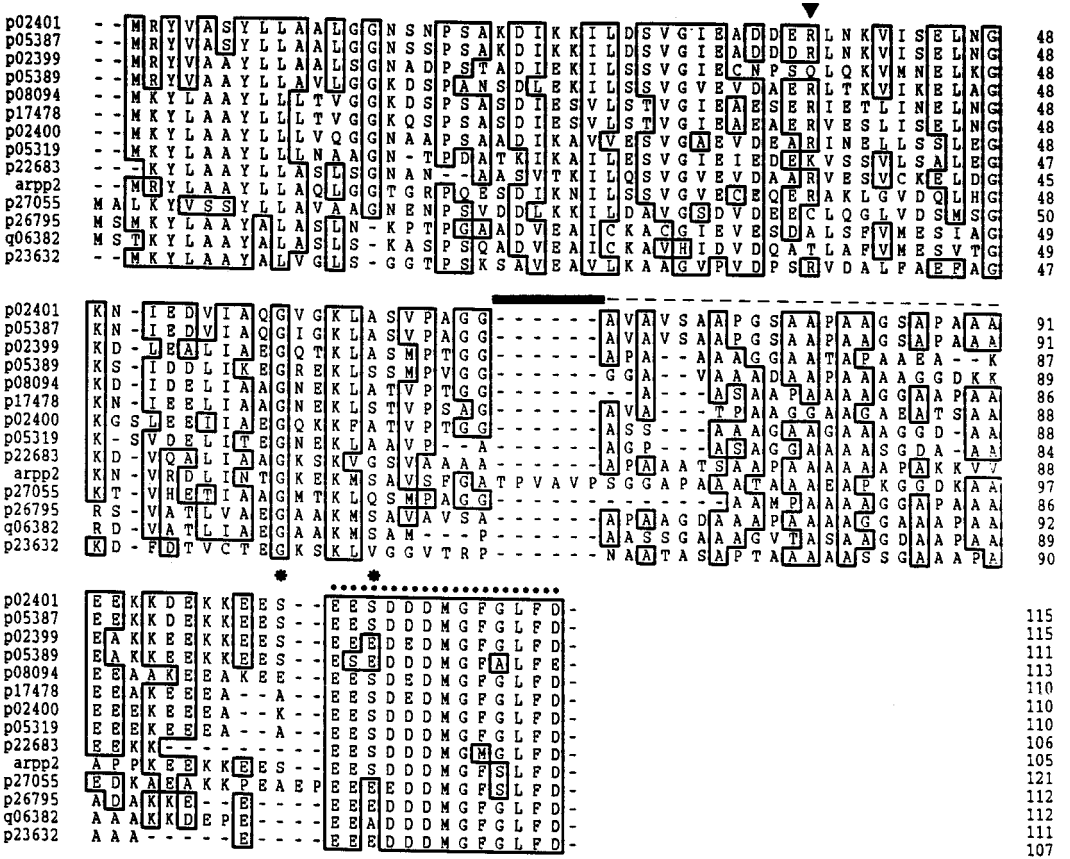 p02401 - - M R Y V A S Y L L A A L G G N S N P S A K D I K K I L D S V G I E A D D E R L N K V I S E L N G 48
p05387 - - M R Y V A S Y L L A A L G G N S S P S A K D I K K I L D S V G I E A D D D R L N K V I S E L N G 48
p02399 - - M R Y V A A Y L L A A L S G N A D P S T A D I E K I L S S V G I E C N P S Q L Q K V M N E L K G 48
p05389 - - M R Y V A A Y L L A V L G G K D S P A N S D L E K I L S S V G V E V D A E R L T K V I K E L A G 48
p08094 - - M K Y L A A Y L L L T V G G K Q S P S A S D I E S V L S T V G I E A E S E R I E T L I N E L N G 48
p17478 - - M K Y L A A Y L L L T V G G K Q S P S A S D I E S V L S T V G I E A E A E R V E S L I S E L N G 48
p02400 - - M K Y L A A Y L L L V Q G G N A A P S A A D I K A V V E S V G A E V D E A R I N E L L S S L E G 48
p05319 - - M K Y L A A Y L L L N A A G N - T P D A T K I K A I L E S V G I E I E D E K V S S V L S A L E G 47
p22683 - - - K Y L A A Y L L A S L S G N A N - - A A S V T K I L Q S V G V E V D A A R V E S V C K E L D G 45
arpp2 - - M R Y L A A Y L L A Q L G G T G R P Q E S D I K N I L S S V G V E C E Q E R A K L G V D Q L H G 48
p27055 M A L K Y V S S Y L L A V A A G N E N P S V D D L K K I L D A V G S D V D E E C L Q G L V D S M S G 50
p26795 M S M K Y L A A Y A L A S L N - K P T P G A A D V E A I C K A C G I E V E S D A L S F V M E S I A G 49
q06382 M S T K Y L A A Y A L A S L S - K A S P S Q A D V E A I C K A V H I D V D Q A T L A F V M E S V T G 49
p23632 - - M K Y L A A Y A L V G L S - G G T P S K S A V E A V L K A A G V P V D P S R V D A L F A E F A G 47
p02401 K N - I E D V I A Q G V G K L A S V P A G G - - - - - - A V A V S A A P G S A A P A A G S A P A A A 91
p05387 K N - I E D V I A Q G I G K L A S V P A G G - - - - - - A V A V S A A P G S A A P A A G S A P A A A 91
p02399 K D - L E A L I A E G Q T K L A S M P T G G - - - - - - A P A - - A A A G G A A T A P A A E A - - K 87
p05389 K S - I D D L I K E G R E K L S S M P V G G - - - - - - G G A - - V A A A D A A P A A A A G G D K K 89
p08094 K D - I D E L I A A G N E K L A T V P T G G - - - - - - A - - - - A S A A P A A A A G G A A P A A 86
p17478 K N - I E E L I A A G N E K L S T V P S A G - - - - - - A V A - - - T P A A G G A A G A E A T S A A 88
p02400 K G S L E E I I A E G Q K K F A T V P T G G - - - - - - A S S - - - A A A G A A G A A A G G D - A A 88
p05319 K - S V D E L I T E G N E K L A A V P - A - - - - - - A G P - - - A S A G G A A A A S G D A - A A 84
p22683 K D - V Q A L I A A G K S K V G S V A A A A - - - - - - A P A A A T S A A P A A A A A A P A K K V V 88
arpp2 K N - V R D L I N T G K E K M S A V S F G A T P V A V P S G G A P A A A T A A A E A P K G G D K A A 97
p27055 K T - V H E T I A A G M T K L Q S M P A G G - - - - - - - - - - - A A M P A A A A G G A A P A A 86
p26795 R S - V A T L V A E G A A K M S A V A V S A - - - - - - A P A A G D A A P A A A A G G A A A P A A 92
q06382 R D - V A T L I A E G A A K M S A M - - P - - - - - - A A S S G A A A G V T A S A A G D A A P A A 89
p23632 K D - F D T V C T E G K S K L V G G V T R P - - - - - - N A A T A S A P T A A A A A S S G A A A P A 90
* *
p02401 E E K K D E K K E E S - - E E S D D D M G F G L F D - 115
p05387 E E K K D E K K E E S - - E E S D D D M G F G L F D - 115
p02399 E A K K E E K K E E S - - E E E D E D M G F G L F D - 111
p05389 E A K K E E K K E E S - - E S E D D D M G F A L F E - 113
p08094 E E A A K E E A K E E - - E E S D D D M G F G L F D - 110
p17478 E E A K E E E A - A - - E E S D D D M G F G L F D - 110
p02400 E E E K E E E A - - K - - E E S D D D M G F G L F D - 110
p05319 E E E K E E E A - - A - - E E S D D D M G F G L F D - 110
p22683 E E K K - - - - - - - - - E E S D D D M G M G L F D - 106
arpp2 A P P K E E K K E E S - - E E S D D D M G F S L F D - 105
p27055 E D K A E A K K P E A E P E E E D D D M G F S L F D - 121
p26795 A D A K K E - - E - - - - E E E D D D M G F G L F D - 112
q06382 A A A K K D E P E - - - - E E A D D D M G F G L F D - 111
p23632 A A A - - - - - E - - - - E E E D D D M G F G L F D - 107